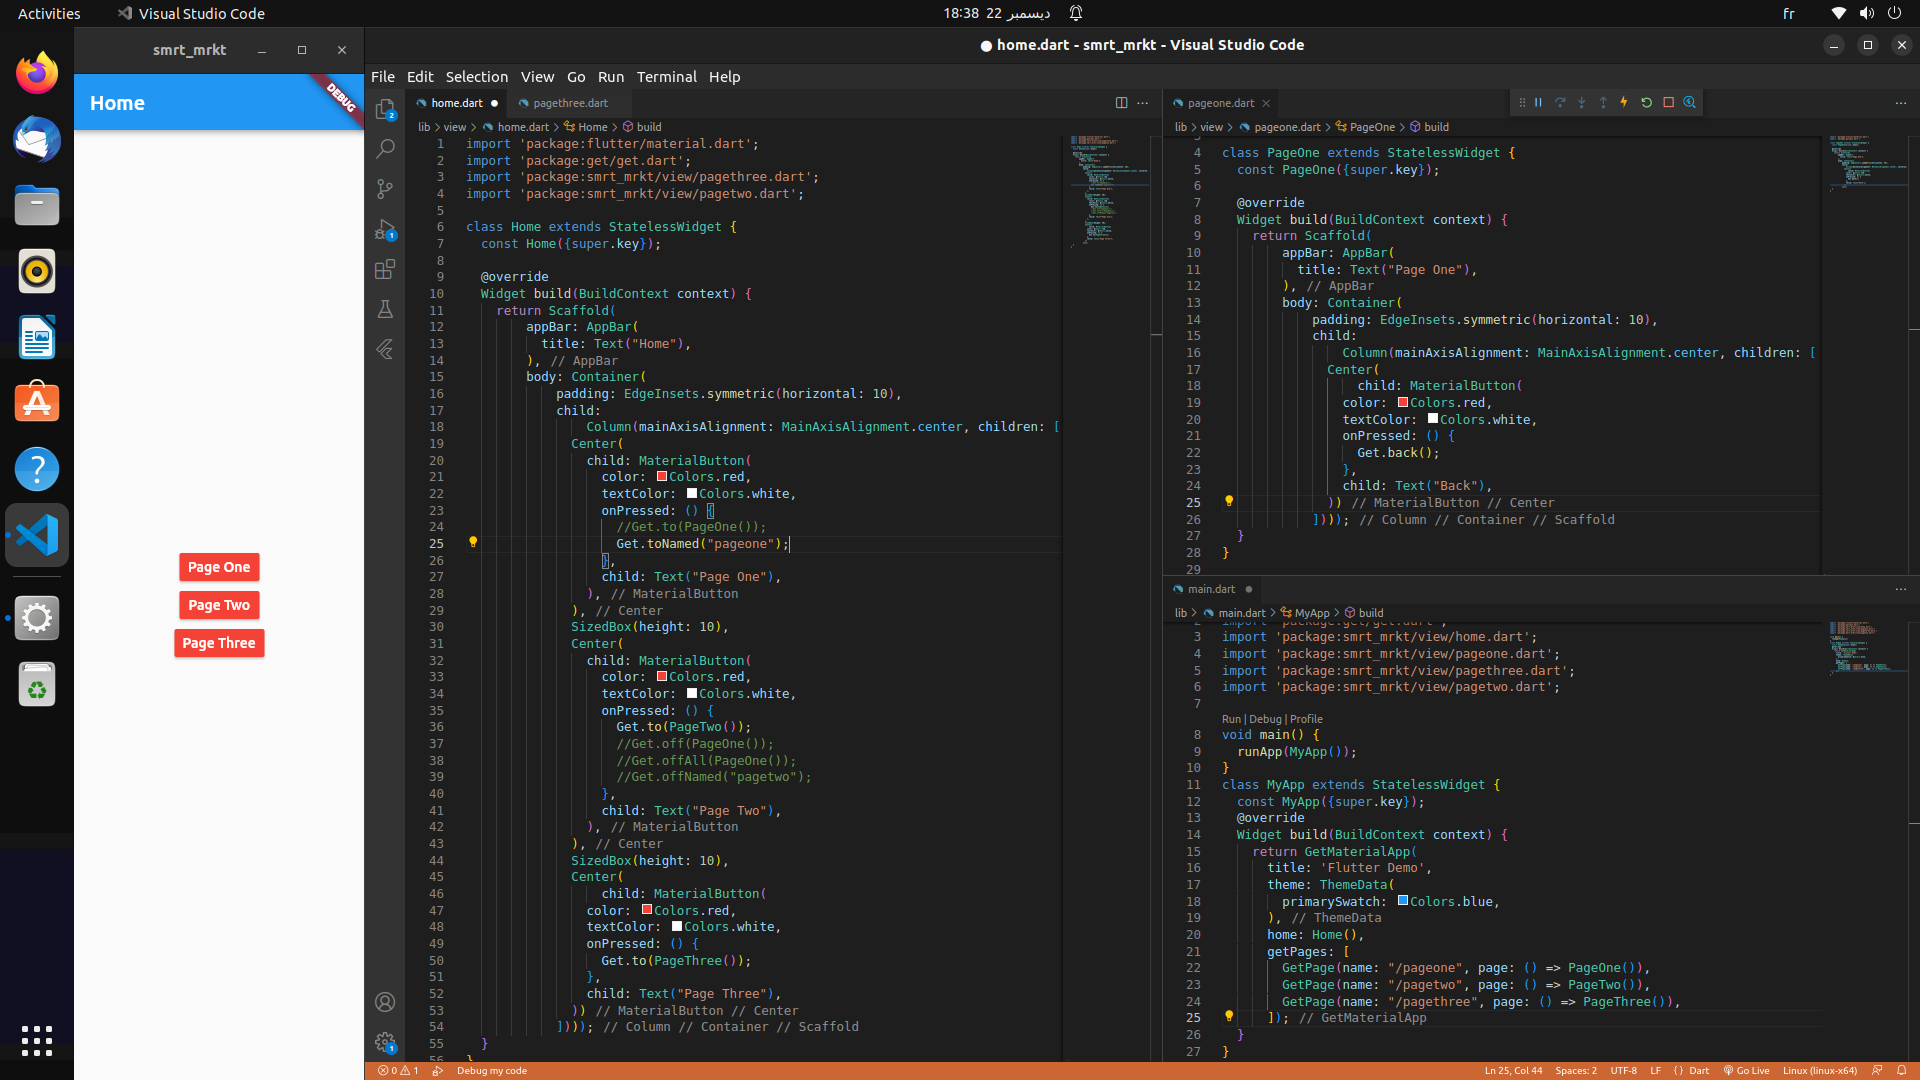 Activities
Visual Studio Code
18:38 22 ديسمبر
fr
smrt_mrkt
Home
DEBUG
Page One
Page Two
Page Three
● home.dart - smrt_mrkt - Visual Studio Code
File Edit Selection View Go Run Terminal Help
home.dart
pagethree.dart
lib > view > home.dart > Home > build
1 import 'package:flutter/material.dart';
2 import 'package:get/get.dart';
3 import 'package:smrt_mrkt/view/pagethree.dart';
4 import 'package:smrt_mrkt/view/pagetwo.dart';
5
6 class Home extends StatelessWidget {
7 const Home({super.key});
8
9 @override
10 Widget build(BuildContext context) {
11 return Scaffold(
12 appBar: AppBar(
13 title: Text("Home"),
14 ), // AppBar
15 body: Container(
16 padding: EdgeInsets.symmetric(horizontal: 10),
17 child:
18 Column(mainAxisAlignment: MainAxisAlignment.center, children: [
19 Center(
20 child: MaterialButton(
21 color: Colors.red,
22 textColor: Colors.white,
23 onPressed: () {
24 //Get.to(PageOne());
25 Get.toNamed("pageone");
26 },
27 child: Text("Page One"),
28 ), // MaterialButton
29 ), // Center
30 SizedBox(height: 10),
31 Center(
32 child: MaterialButton(
33 color: Colors.red,
34 textColor: Colors.white,
35 onPressed: () {
36 Get.to(PageTwo());
37 //Get.off(PageOne());
38 //Get.offAll(PageOne());
39 //Get.offNamed("pagetwo");
40 },
41 child: Text("Page Two"),
42 ), // MaterialButton
43 ), // Center
44 SizedBox(height: 10),
45 Center(
46 child: MaterialButton(
47 color: Colors.red,
48 textColor: Colors.white,
49 onPressed: () {
50 Get.to(PageThree());
51 },
52 child: Text("Page Three"),
53 )) // MaterialButton // Center
54 ]))); // Column // Container // Scaffold
55 }
56 }
pageone.dart
lib > view > pageone.dart > PageOne > build
3
4 class PageOne extends StatelessWidget {
5 const PageOne({super.key});
6
7 @override
8 Widget build(BuildContext context) {
9 return Scaffold(
10 appBar: AppBar(
11 title: Text("Page One"),
12 ), // AppBar
13 body: Container(
14 padding: EdgeInsets.symmetric(horizontal: 10),
15 child:
16 Column(mainAxisAlignment: MainAxisAlignment.center, children: [
17 Center(
18 child: MaterialButton(
19 color: Colors.red,
20 textColor: Colors.white,
21 onPressed: () {
22 Get.back();
23 },
24 child: Text("Back"),
25 )) // MaterialButton // Center
26 ]))); // Column // Container // Scaffold
27 }
28 }
29
main.dart
lib > main.dart > MyApp > build
2 import 'package:get/get.dart';
3 import 'package:smrt_mrkt/view/home.dart';
4 import 'package:smrt_mrkt/view/pageone.dart';
5 import 'package:smrt_mrkt/view/pagethree.dart';
6 import 'package:smrt_mrkt/view/pagetwo.dart';
7
Run | Debug | Profile
8 void main() {
9 runApp(MyApp());
10 }
11 class MyApp extends StatelessWidget {
12 const MyApp({super.key});
13 @override
14 Widget build(BuildContext context) {
15 return GetMaterialApp(
16 title: 'Flutter Demo',
17 theme: ThemeData(
18 primarySwatch: Colors.blue,
19 ), // ThemeData
20 home: Home(),
21 getPages: [
22 GetPage(name: "/pageone", page: () => PageOne()),
23 GetPage(name: "/pagetwo", page: () => PageTwo()),
24 GetPage(name: "/pagethree", page: () => PageThree()),
25 ]); // GetMaterialApp
26 }
27 }
0 1
Debug my code
Ln 25, Col 44
Spaces: 2
UTF-8
LF
{ } Dart
Go Live
Linux (linux-x64)